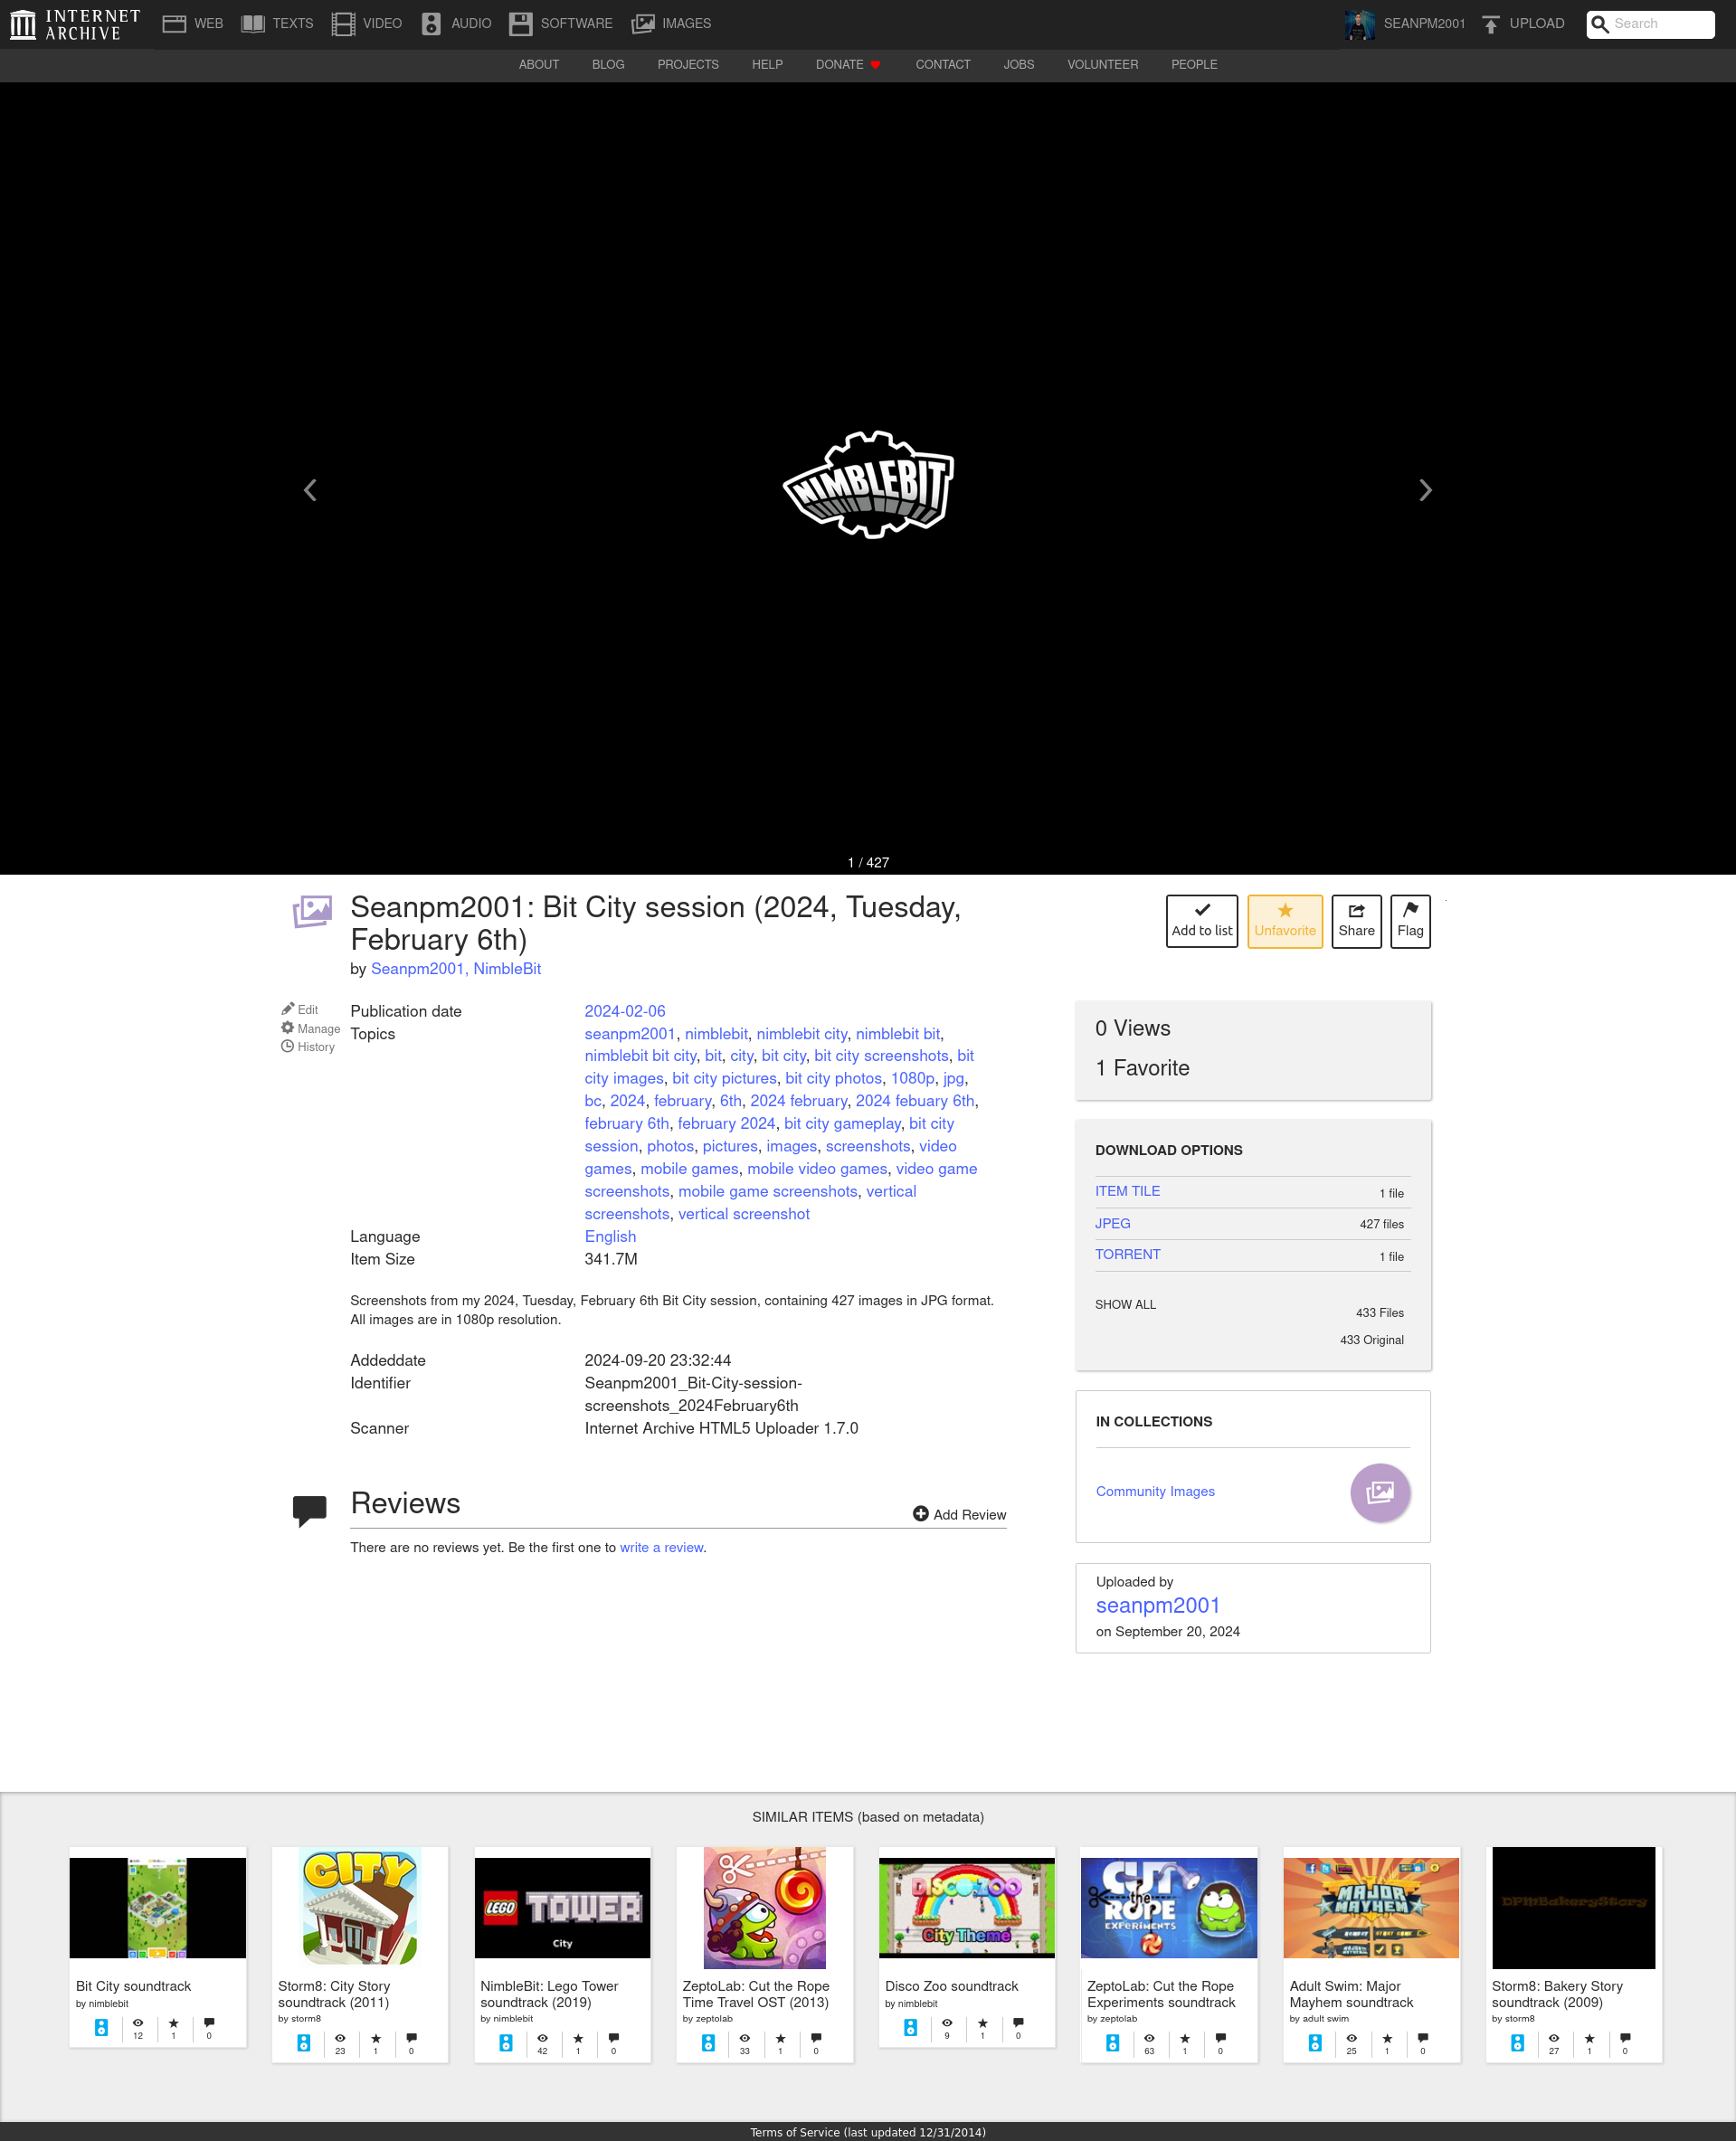 INTERNET
ARCHIVE
WEB TEXTS VIDEO AUDIO SOFTWARE IMAGES SEANPM2001 UPLOAD Search
ABOUT BLOG PROJECTS HELP DONATE CONTACT JOBS VOLUNTEER PEOPLE
NIMBLEBIT
1 / 427
Seanpm2001: Bit City session (2024, Tuesday,
February 6th)
by Seanpm2001, NimbleBit
Add to list Unfavorite Share Flag
Edit
Manage
History
Publication date 2024-02-06
Topics seanpm2001, nimblebit, nimblebit city, nimblebit bit,
nimblebit bit city, bit, city, bit city, bit city screenshots, bit
city images, bit city pictures, bit city photos, 1080p, jpg,
bc, 2024, february, 6th, 2024 february, 2024 febuary 6th,
february 6th, february 2024, bit city gameplay, bit city
session, photos, pictures, images, screenshots, video
games, mobile games, mobile video games, video game
screenshots, mobile game screenshots, vertical
screenshots, vertical screenshot
Language English
Item Size 341.7M
Screenshots from my 2024, Tuesday, February 6th Bit City session, containing 427 images in JPG format.
All images are in 1080p resolution.
Addeddate 2024-09-20 23:32:44
Identifier Seanpm2001_Bit-City-session-
screenshots_2024February6th
Scanner Internet Archive HTML5 Uploader 1.7.0
Reviews
Add Review
There are no reviews yet. Be the first one to write a review.
0 Views
1 Favorite
DOWNLOAD OPTIONS
ITEM TILE 1 file
JPEG 427 files
TORRENT 1 file
SHOW ALL 433 Files
433 Original
IN COLLECTIONS
Community Images
Uploaded by
seanpm2001
on September 20, 2024
SIMILAR ITEMS (based on metadata)
Bit City soundtrack
by nimblebit
12 1 0
CITY
Storm8: City Story
soundtrack (2011)
by storm8
23 1 0
LEGO TOWER
City
NimbleBit: Lego Tower
soundtrack (2019)
by nimblebit
42 1 0
ZeptoLab: Cut the Rope
Time Travel OST (2013)
by zeptolab
33 1 0
DISCO ZOO
City Theme
Disco Zoo soundtrack
by nimblebit
9 1 0
CUT
the
ROPE
EXPERIMENTS
ZeptoLab: Cut the Rope
Experiments soundtrack
by zeptolab
63 1 0
MAJOR
MAYHEM
Adult Swim: Major
Mayhem soundtrack
by adult swim
25 1 0
DPMBakeryStory
Storm8: Bakery Story
soundtrack (2009)
by storm8
27 1 0
Terms of Service (last updated 12/31/2014)